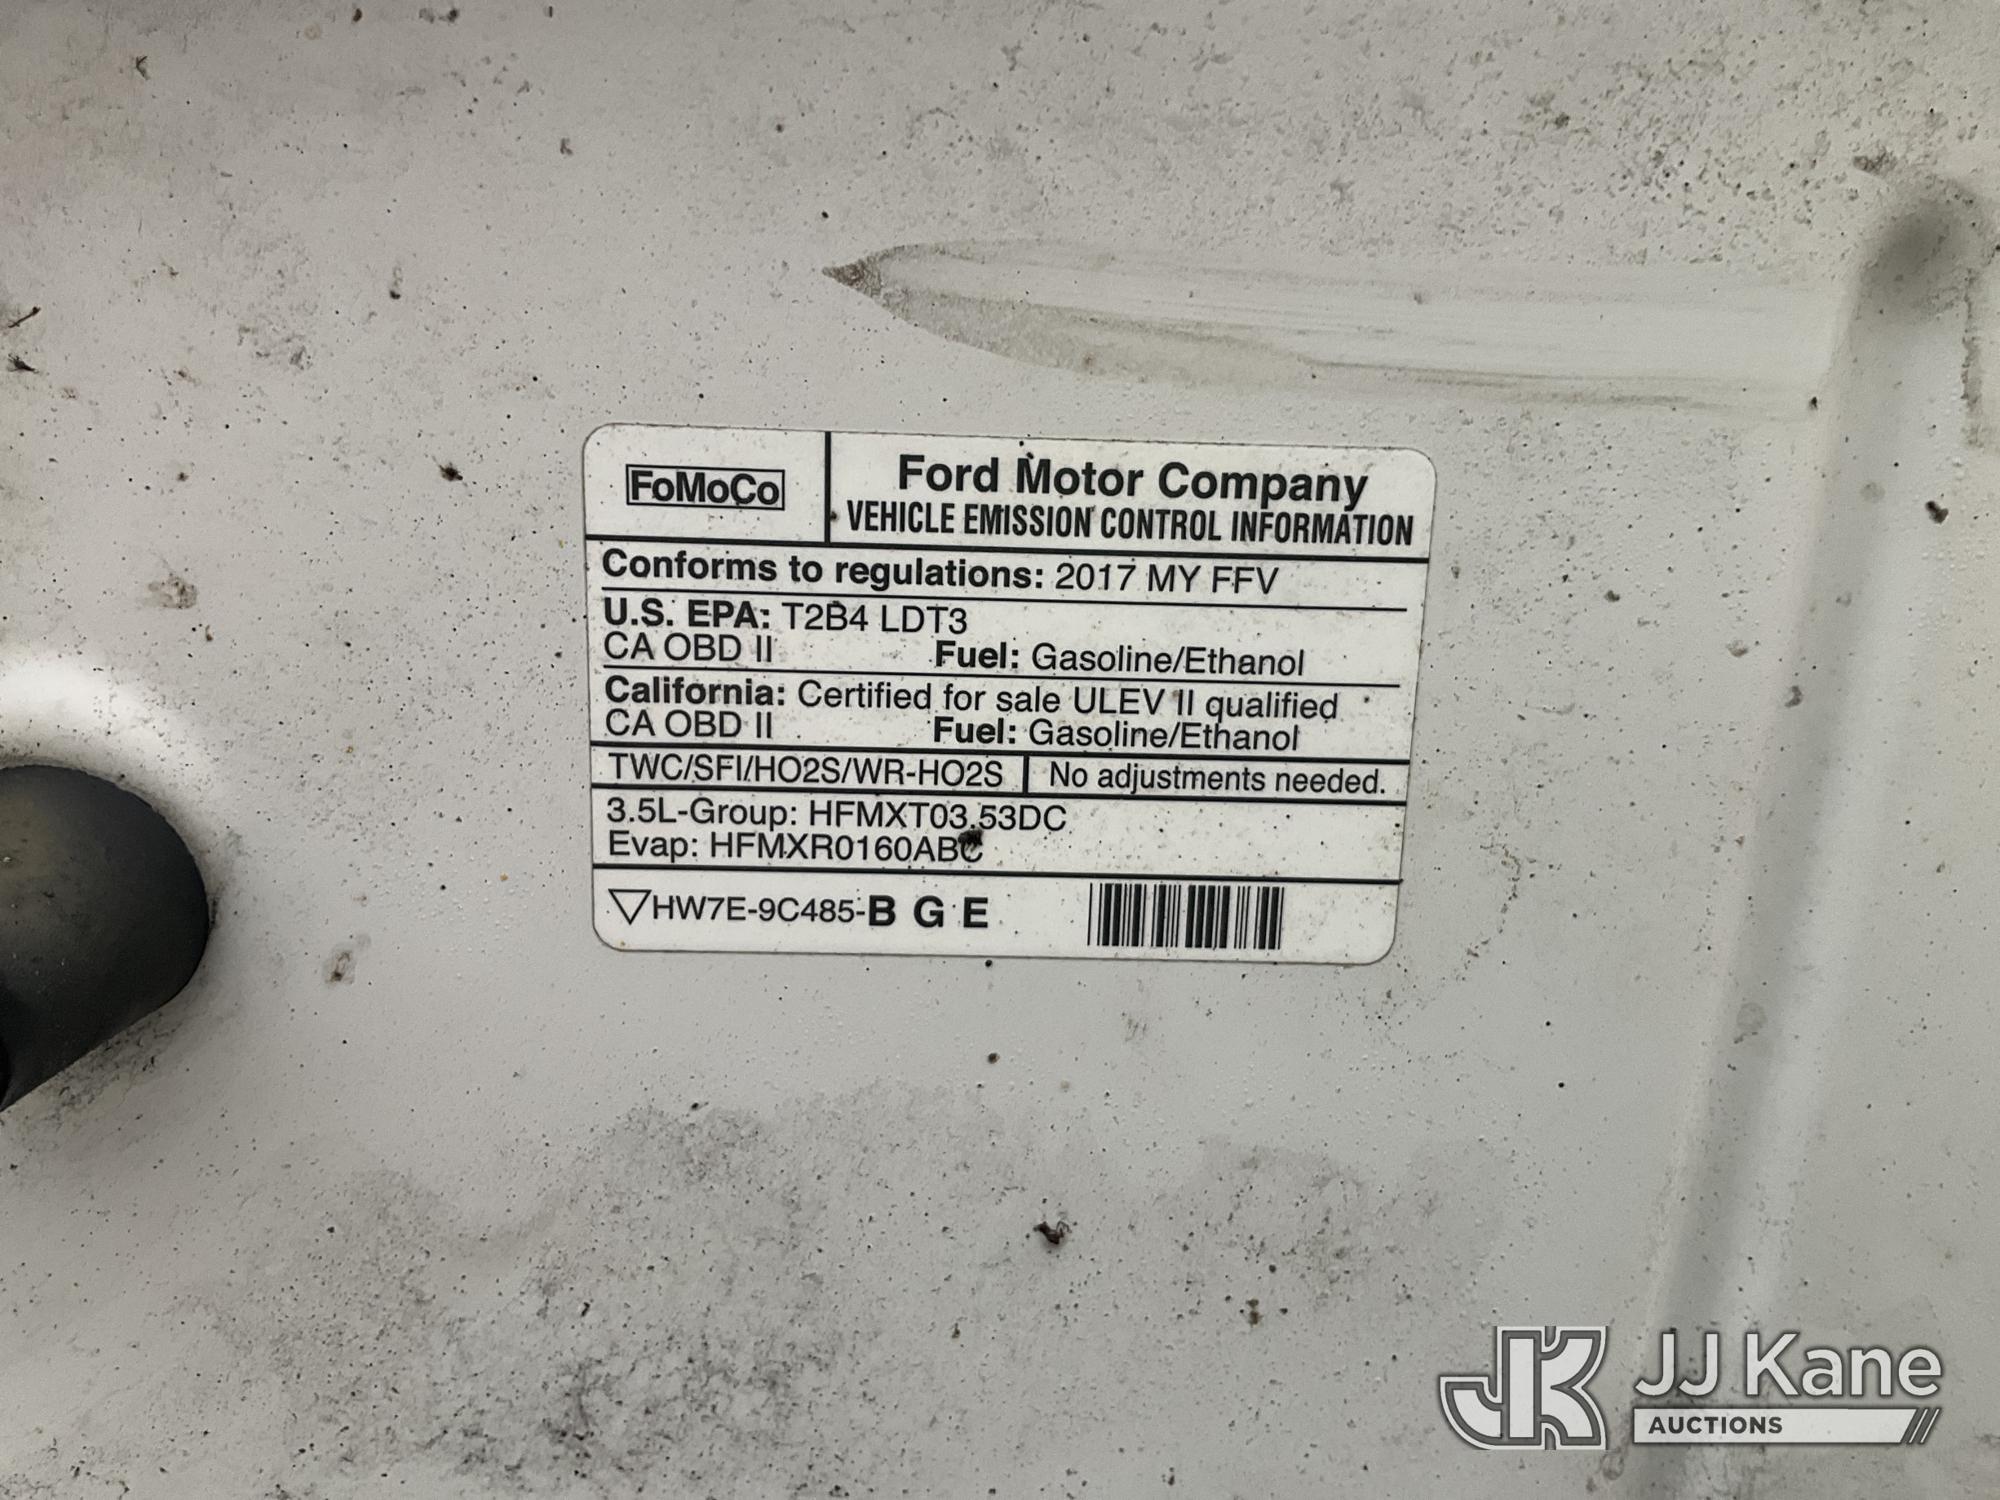 FoMoCo
Ford Motor Company
VEHICLE EMISSION CONTROL INFORMATION
Conforms to regulations: 2017 MY FFV
U.S. EPA: T2B4 LDT3
CA OBD II Fuel: Gasoline/Ethanol
California: Certified for sale ULEV II qualified
CA OBD II Fuel: Gasoline/Ethanol
TWC/SFI/HO2S/WR-HO2S No adjustments needed.
3.5L-Group: HFMXT03.53DC
Evap: HFMXR0160ABC
HW7E-9C485-B G E
JK JJ Kane
AUCTIONS